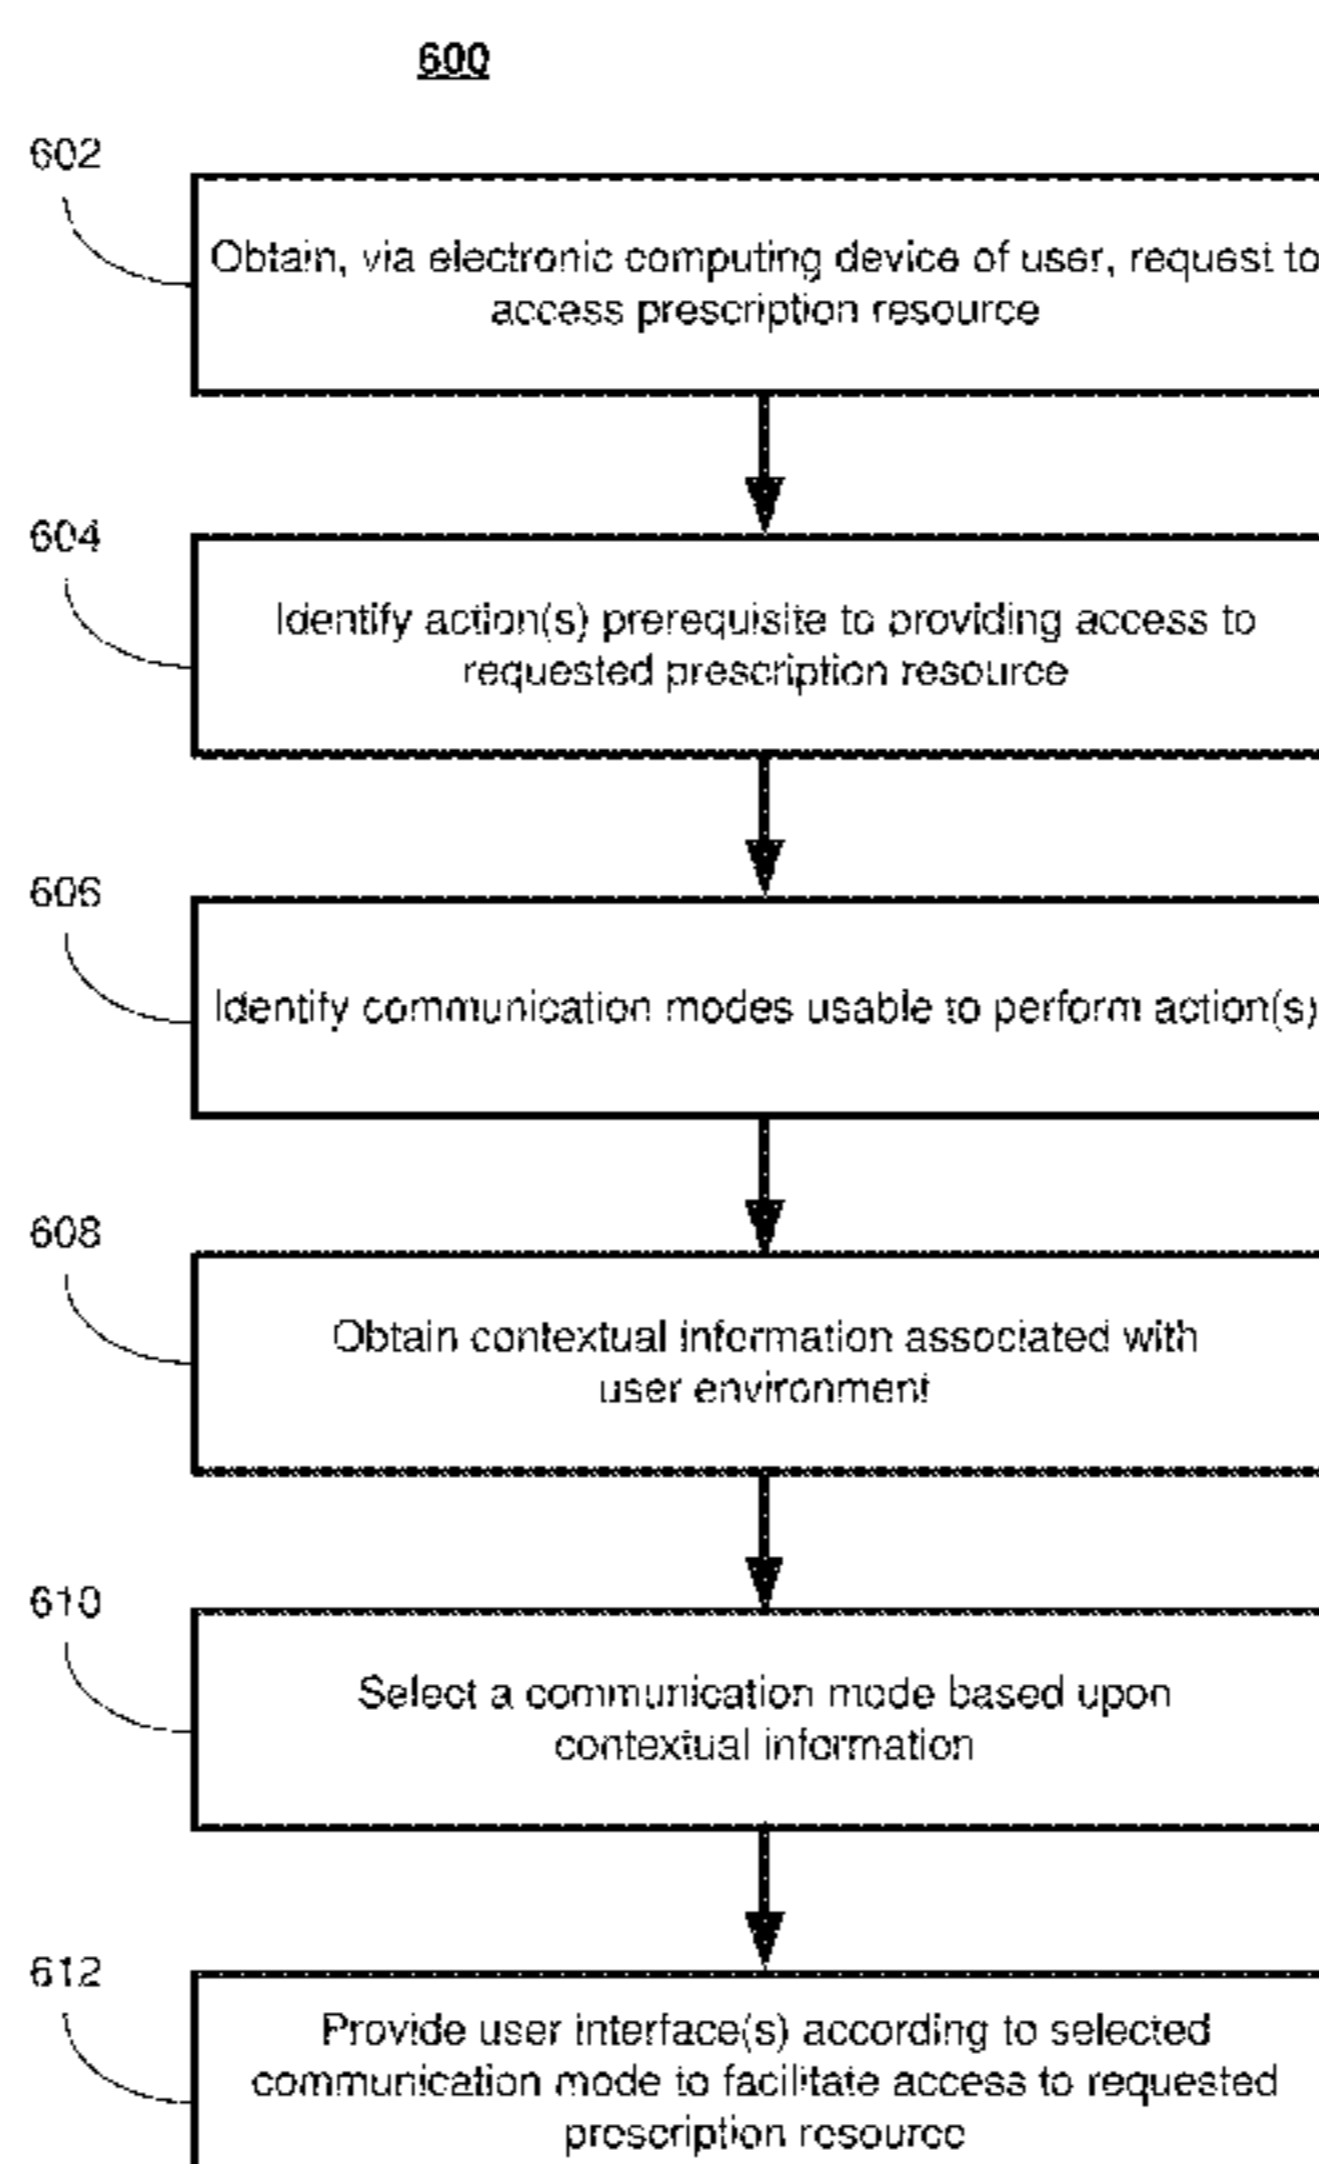 600
602
Obtain, via electronic computing device of user, request to
access prescription resource
604
Identify action(s) prerequisite to providing access to
requested prescription resource
606
Identify communication modes usable to perform action(s)
608
Obtain contextual information associated with
user environment
610
Select a communication mode based upon
contextual information
612
Provide user interface(s) according to selected
communication mode to facilitate access to requested
prescription resource